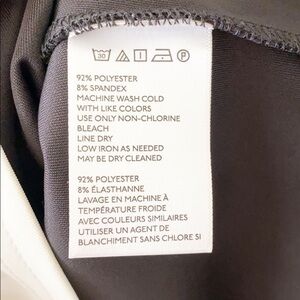 30 P
92% POLYESTER
8% SPANDEX
MACHINE WASH COLD
WITH LIKE COLORS
USE ONLY NON-CHLORINE
BLEACH
LINE DRY
LOW IRON AS NEEDED
MAY BE DRY CLEANED
92% POLYESTER
8% ÉLASTHANNE
LAVAGE EN MACHINE À
TEMPÉRATURE FROIDE
AVEC COULEURS SIMILAIRES
UTILISER UN AGENT DE
BLANCHIMENT SANS CHLORE SI